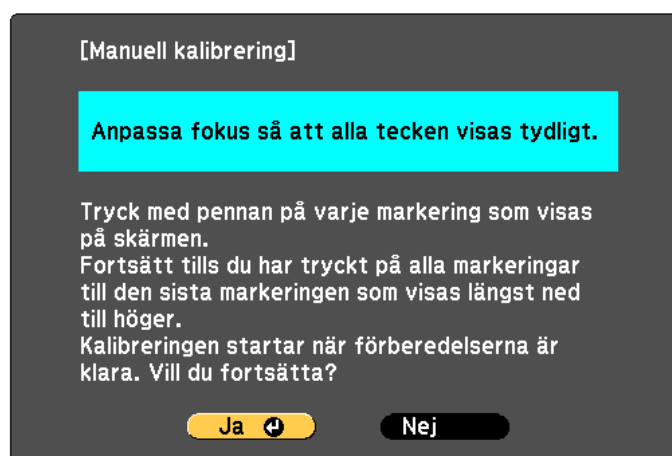 [Manuell kalibrering]
Anpassa fokus så att alla tecken visas tydligt.
Tryck med pennan på varje markering som visas
på skärmen.
Fortsätt tills du har tryckt på alla markeringar
till den sista markeringen som visas längst ned
till höger.
Kalibreringen startar när förberedelserna är
klara. Vill du fortsätta?
Ja Nej